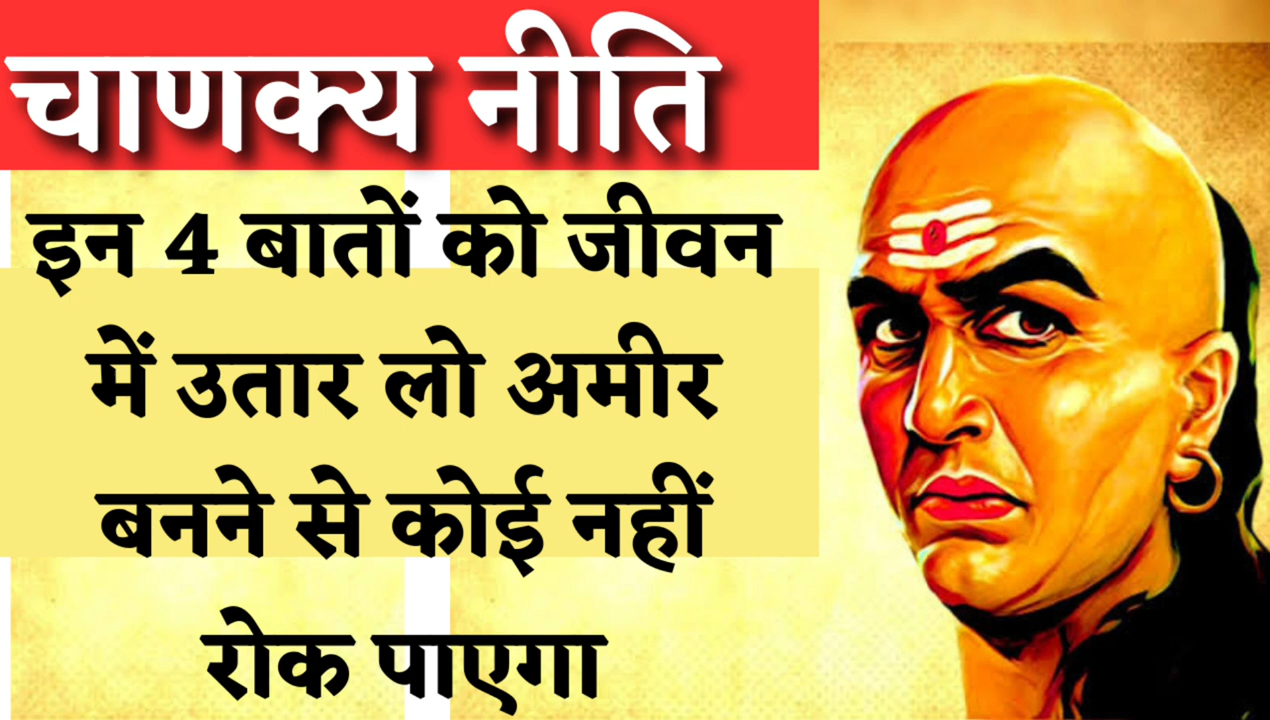 चाणक्य नीति
इन 4 बातों को जीवन
में उतार लो अमीर
बनने से कोई नहीं
रोक पाएगा